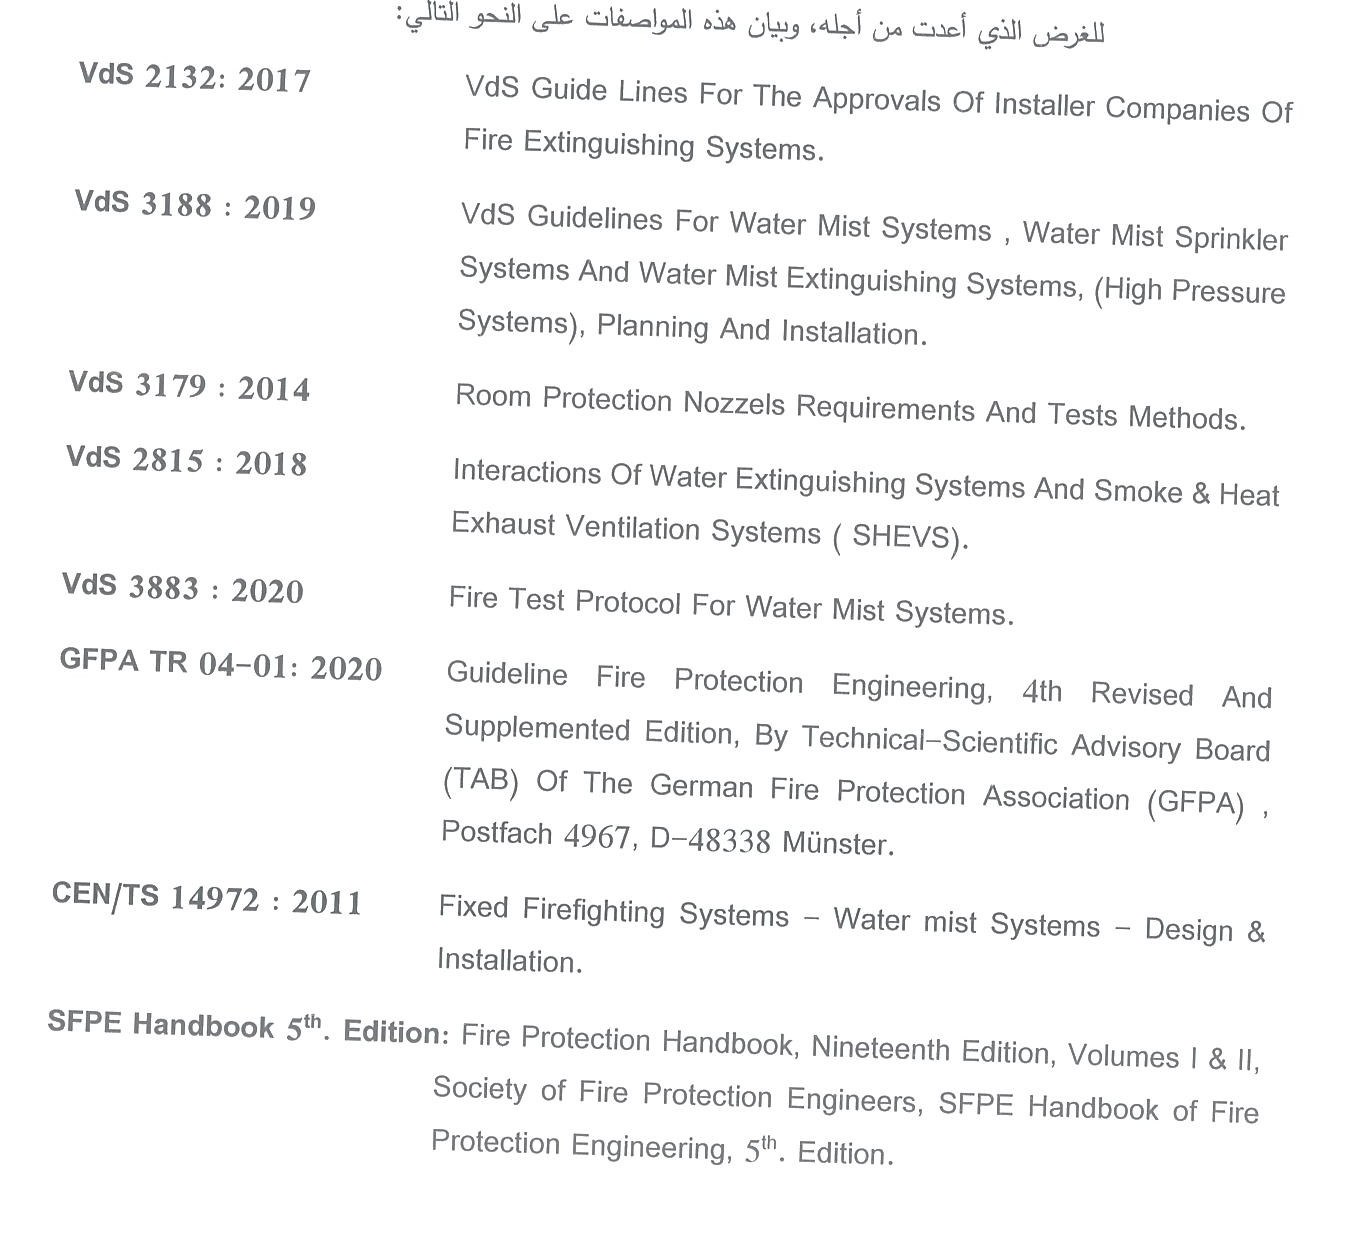 للغرض الذي أعدت من أجله، وبيان هذه المواصفات على النحو التالي:
VdS 2132: 2017 VdS Guide Lines For The Approvals Of Installer Companies Of
Fire Extinguishing Systems.
VdS 3188 : 2019 VdS Guidelines For Water Mist Systems , Water Mist Sprinkler
Systems And Water Mist Extinguishing Systems, (High Pressure
Systems), Planning And Installation.
VdS 3179 : 2014 Room Protection Nozzels Requirements And Tests Methods.
VdS 2815 : 2018 Interactions Of Water Extinguishing Systems And Smoke & Heat
Exhaust Ventilation Systems ( SHEVS).
VdS 3883 : 2020 Fire Test Protocol For Water Mist Systems.
GFPA TR 04–01: 2020 Guideline Fire Protection Engineering, 4th Revised And
Supplemented Edition, By Technical–Scientific Advisory Board
(TAB) Of The German Fire Protection Association (GFPA) ,
Postfach 4967, D–48338 Münster.
CEN/TS 14972 : 2011 Fixed Firefighting Systems – Water mist Systems – Design &
Installation.
SFPE Handbook 5th. Edition: Fire Protection Handbook, Nineteenth Edition, Volumes I & II,
Society of Fire Protection Engineers, SFPE Handbook of Fire
Protection Engineering, 5th. Edition.